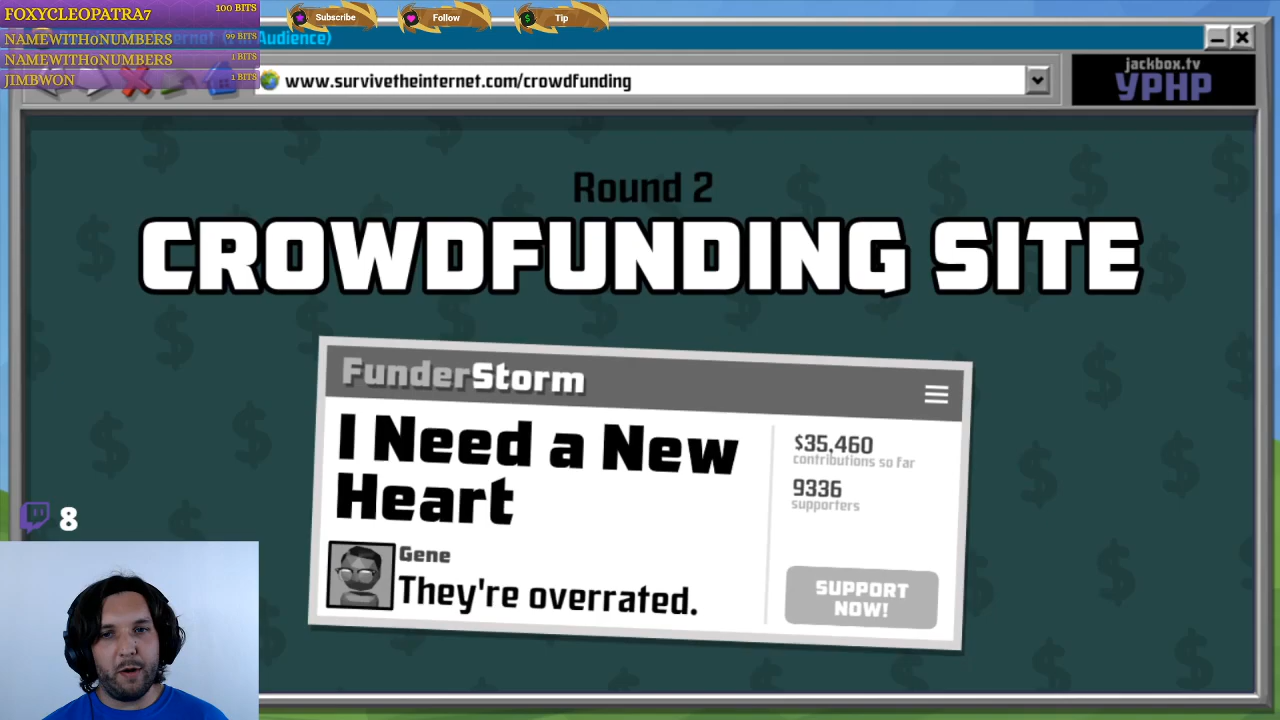 FOXYCLEOPATRA7 100 BITS
NAMEWITH0NUMBERS 99 BITS
NAMEWITH0NUMBERS 1 BITS
JIMBWON 1 BITS
Subscribe
Follow
Tip
Audience)
www.survivetheinternet.com/crowdfunding
jackbox.tv
YPHP
Round 2
CROWDFUNDING SITE
FunderStorm
I Need a New
Heart
$35,460
contributions so far
9336
supporters
Gene
They're overrated.
SUPPORT
NOW!
8